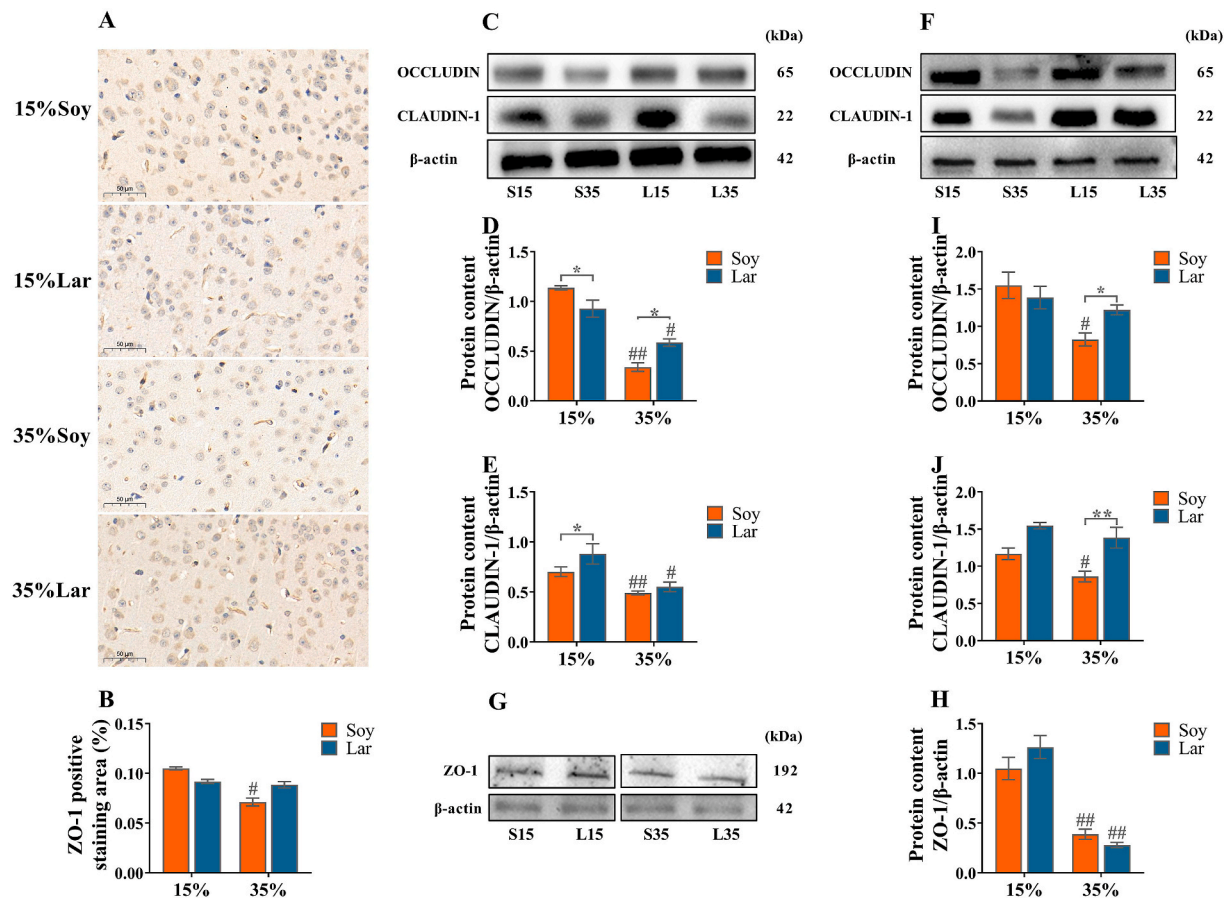 A
15%Soy
50 μm
15%Lar
50 μm
35%Soy
50 μm
35%Lar
50 μm
B
ZO-1 positive
staining area (%)
0.15
0.10
0.05
0.00
#
15%
35%
Soy
Lar
C
(kDa)
OCCLUDIN
65
CLAUDIN-1
22
β-actin
42
S15 S35 L15 L35
D
Protein content
OCCLUDIN/β-actin
1.5
1.0
0.5
0.0
*
*
##
#
15%
35%
Soy
Lar
E
Protein content
CLAUDIN-1/β-actin
1.5
1.0
0.5
0.0
*
##
#
15%
35%
Soy
Lar
G
(kDa)
ZO-1
192
β-actin
42
S15 L15 S35 L35
F
(kDa)
OCCLUDIN
65
CLAUDIN-1
22
β-actin
42
S15 S35 L15 L35
I
Protein content
OCCLUDIN/β-actin
2.0
1.5
1.0
0.5
0.0
*
#
15%
35%
Soy
Lar
J
Protein content
CLAUDIN-1/β-actin
2.0
1.5
1.0
0.5
0.0
**
#
15%
35%
Soy
Lar
H
Protein content
ZO-1/β-actin
1.5
1.0
0.5
0.0
##
##
15%
35%
Soy
Lar